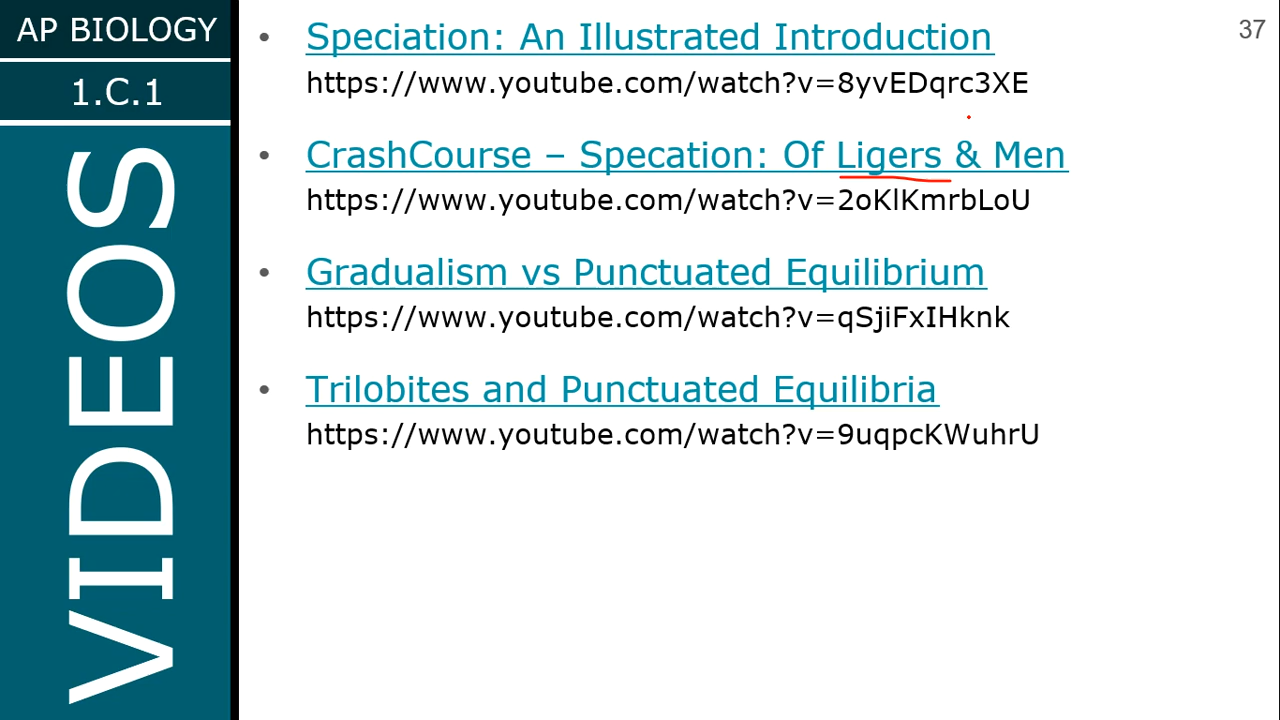 AP BIOLOGY
1.C.1
VIDEOS
37
• Speciation: An Illustrated Introduction
https://www.youtube.com/watch?v=8yvEDqrc3XE
• CrashCourse – Specation: Of Ligers & Men
https://www.youtube.com/watch?v=2oKlKmrbLoU
• Gradualism vs Punctuated Equilibrium
https://www.youtube.com/watch?v=qSjiFxIHknk
• Trilobites and Punctuated Equilibria
https://www.youtube.com/watch?v=9uqpcKWuhrU